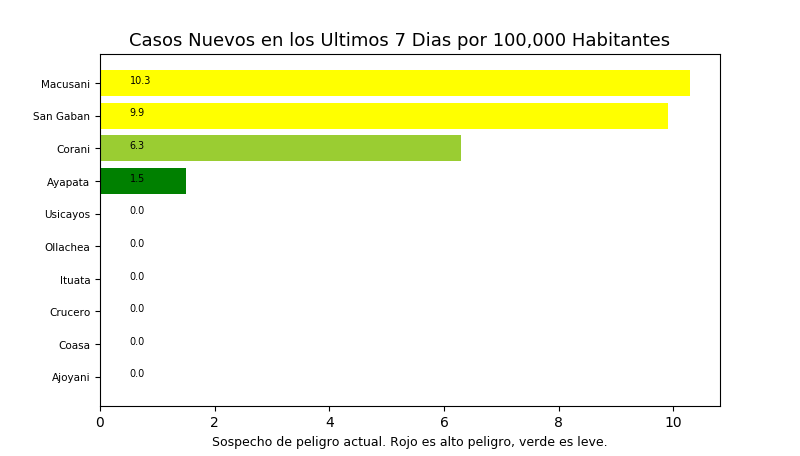 Casos Nuevos en los Ultimos 7 Dias por 100,000 Habitantes
Macusani 10.3
San Gaban 9.9
Corani 6.3
Ayapata 1.5
Usicayos 0.0
Ollachea 0.0
Ituata 0.0
Crucero 0.0
Coasa 0.0
Ajoyani 0.0
0 2 4 6 8 10
Sospecho de peligro actual. Rojo es alto peligro, verde es leve.